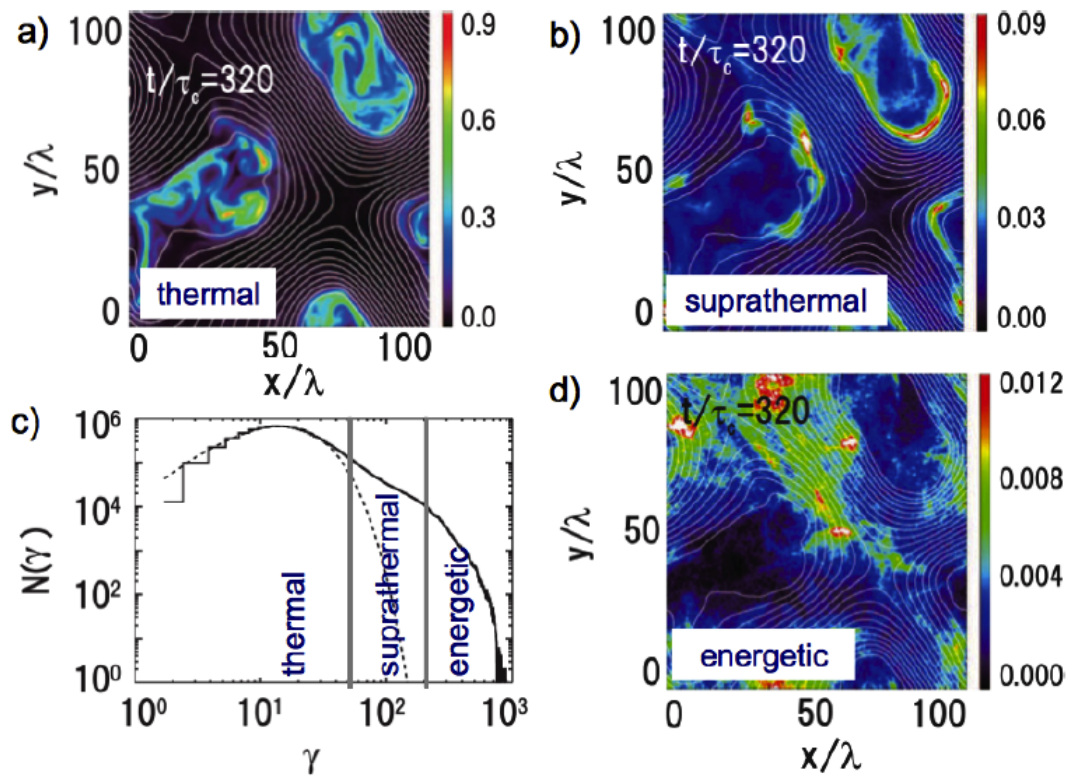 a)
100
50
0
y/λ
t/τc=320
thermal
0 50 100
x/λ
0.9
0.6
0.3
0.0
b)
100
50
0
y/λ
t/τc=320
suprathermal
0.09
0.06
0.03
0.00
c)
10^6
10^4
10^2
10^0
N(γ)
thermal
suprathermal
energetic
10^0 10^1 10^2 10^3
γ
d)
100
50
0
y/λ
t/τc=320
energetic
0 50 100
x/λ
0.012
0.008
0.004
0.000